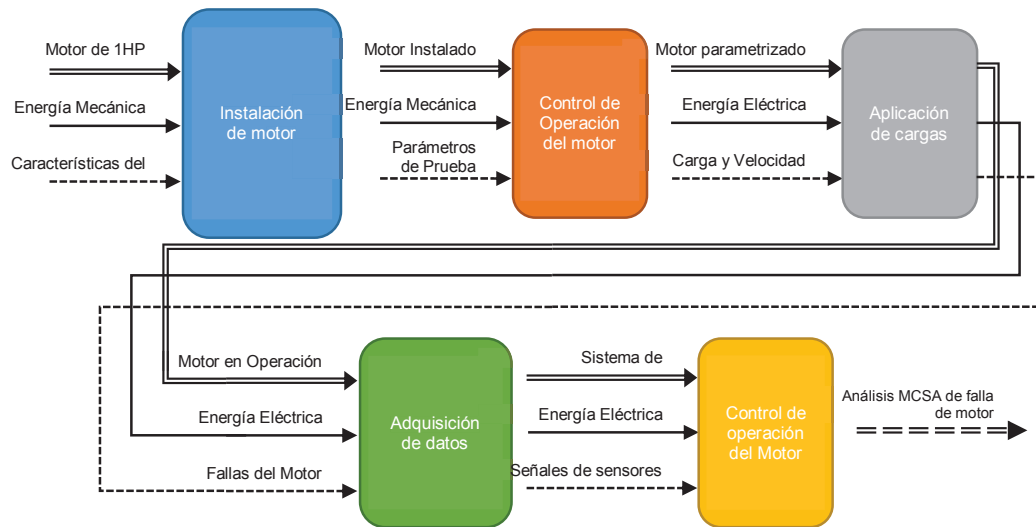 Motor de 1HP
Energía Mecánica
Características del
Instalación
de motor
Motor Instalado
Energía Mecánica
Parámetros
de Prueba
Control de
Operación
del motor
Motor parametrizado
Energía Eléctrica
Carga y Velocidad
Aplicación
de cargas
Motor en Operación
Energía Eléctrica
Fallas del Motor
Adquisición
de datos
Sistema de
Energía Eléctrica
Señales de sensores
Control de
operación
del Motor
Análisis MCSA de falla
de motor